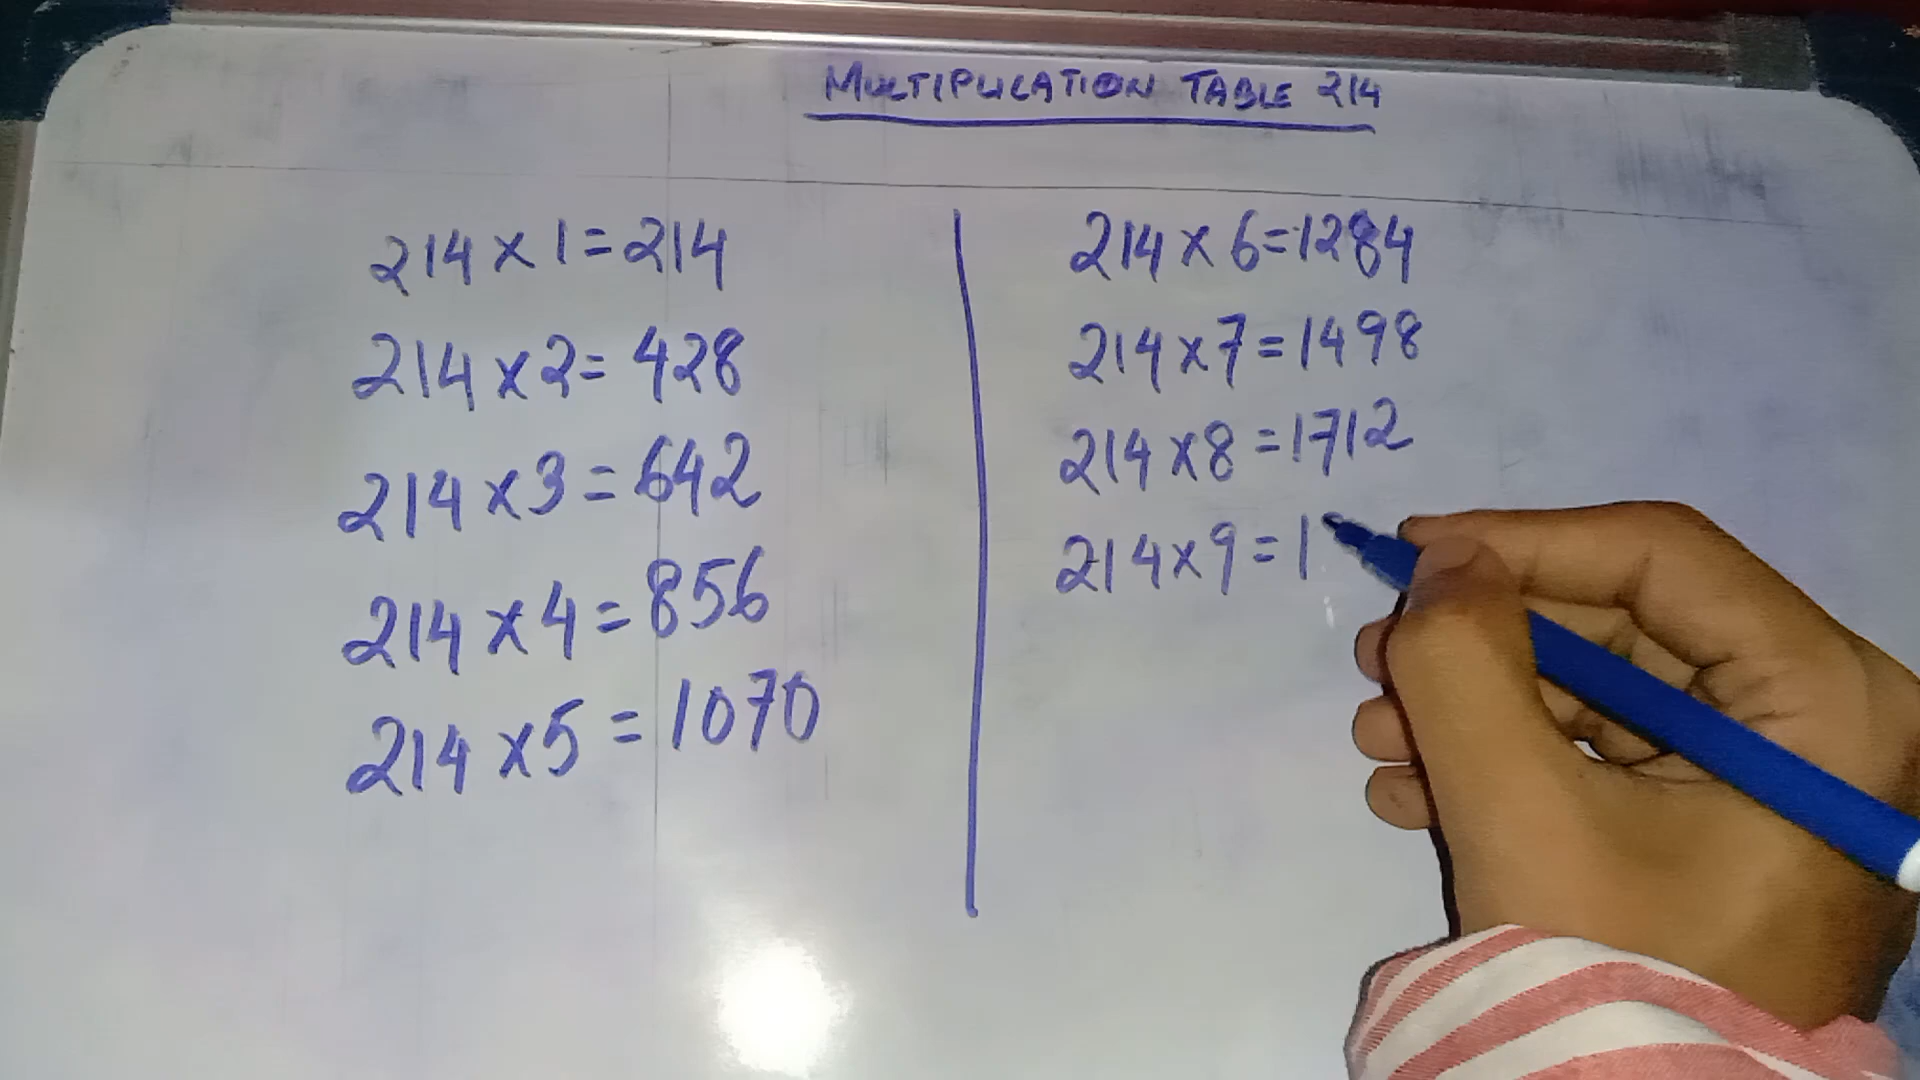 MULTIPLICATION TABLE 214
214 × 1 = 214
214 × 2 = 428
214 × 3 = 642
214 × 4 = 856
214 × 5 = 1070
214 × 6 = 1284
214 × 7 = 1498
214 × 8 = 1712
214 × 9 = 1